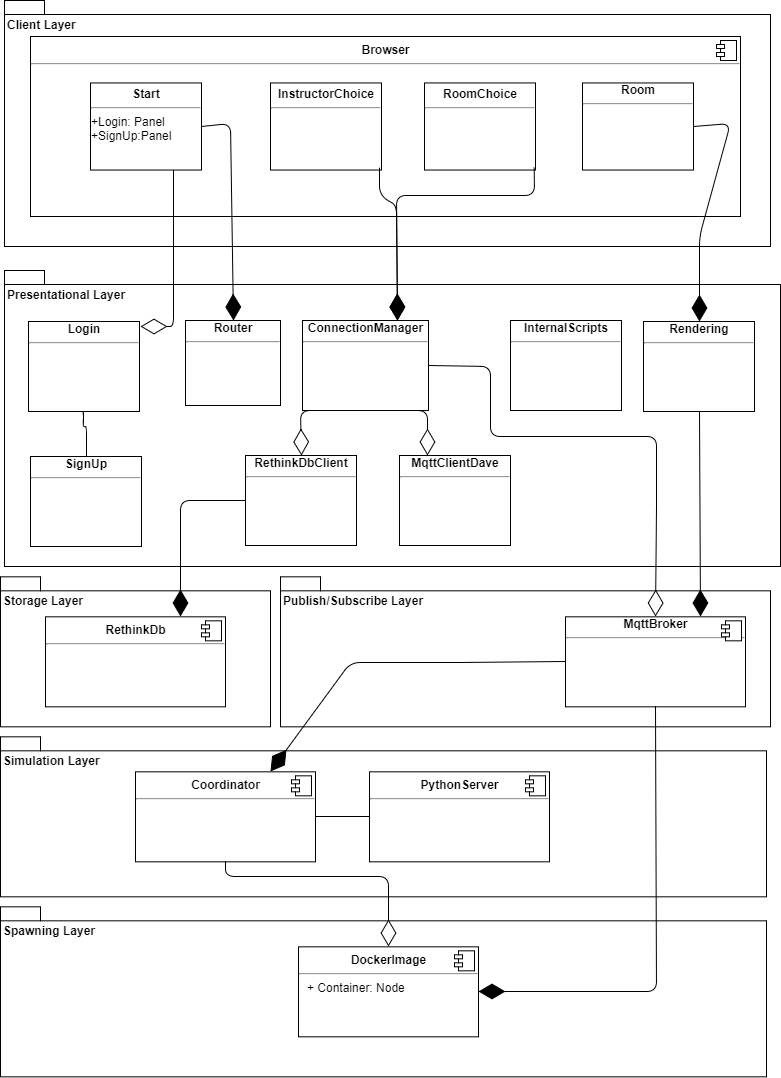 Client Layer
Browser
Start
+Login: Panel
+SignUp:Panel
InstructorChoice
RoomChoice
Room
Presentational Layer
Login
Router
ConnectionManager
InternalScripts
Rendering
SignUp
RethinkDbClient
MqttClientDave
Storage Layer
RethinkDb
Publish/Subscribe Layer
MqttBroker
Simulation Layer
Coordinator
PythonServer
Spawning Layer
DockerImage
+ Container: Node